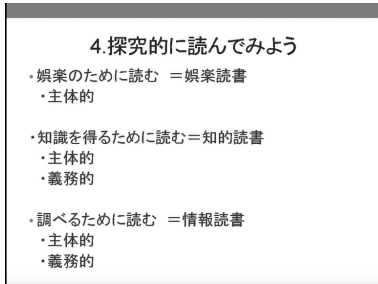 4.探究的に読んでみよう
・娯楽のために読む　＝娯楽読書
・主体的
・知識を得るために読む＝知的読書
・主体的
・義務的
・調べるために読む　＝情報読書
・主体的
・義務的